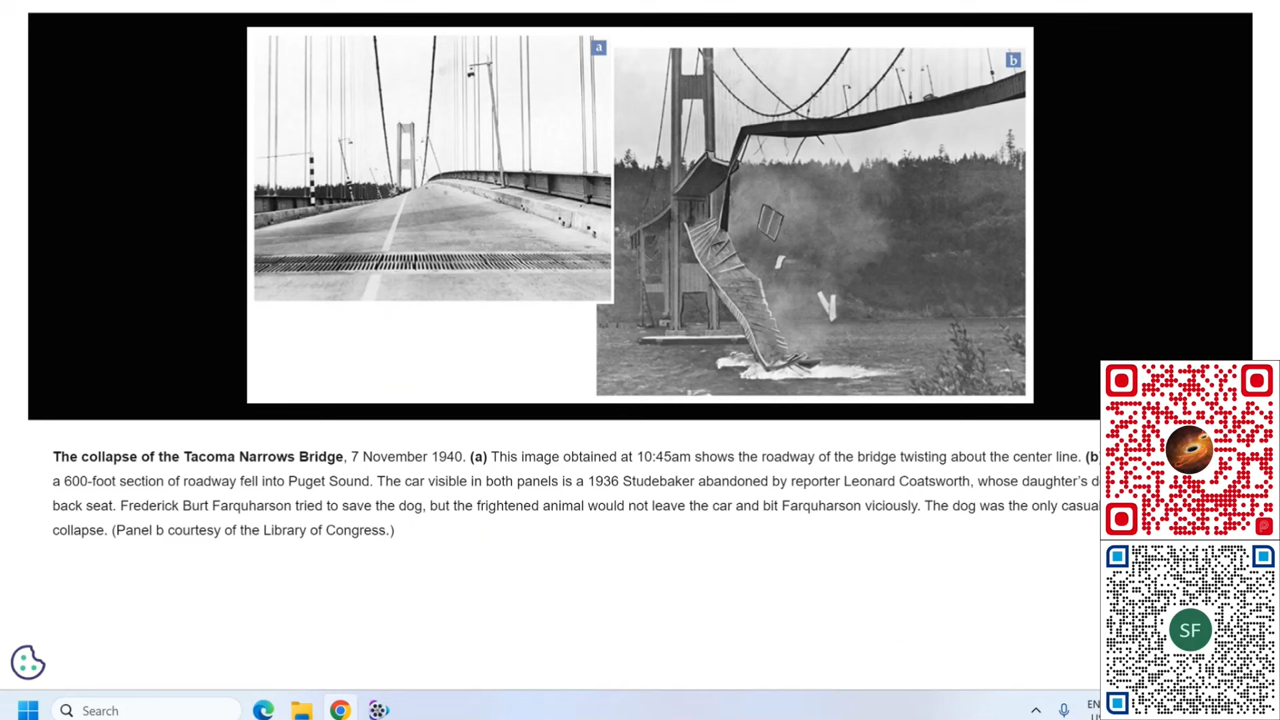 a
b
The collapse of the Tacoma Narrows Bridge, 7 November 1940. (a) This image obtained at 10:45am shows the roadway of the bridge twisting about the center line. (b)
a 600-foot section of roadway fell into Puget Sound. The car visible in both panels is a 1936 Studebaker abandoned by reporter Leonard Coatsworth, whose daughter's d
back seat. Frederick Burt Farquharson tried to save the dog, but the frightened animal would not leave the car and bit Farquharson viciously. The dog was the only casua
collapse. (Panel b courtesy of the Library of Congress.)
SF
Search
EN